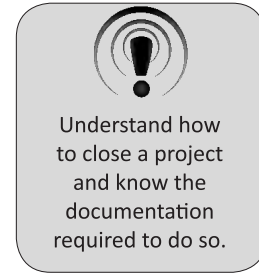 Understand how
to close a project
and know the
documentation
required to do so.